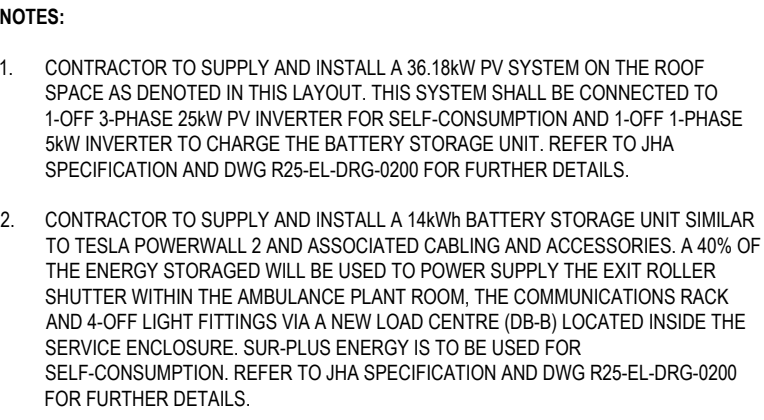 NOTES:
1. CONTRACTOR TO SUPPLY AND INSTALL A 36.18kW PV SYSTEM ON THE ROOF
SPACE AS DENOTED IN THIS LAYOUT. THIS SYSTEM SHALL BE CONNECTED TO
1-OFF 3-PHASE 25kW PV INVERTER FOR SELF-CONSUMPTION AND 1-OFF 1-PHASE
5kW INVERTER TO CHARGE THE BATTERY STORAGE UNIT. REFER TO JHA
SPECIFICATION AND DWG R25-EL-DRG-0200 FOR FURTHER DETAILS.
2. CONTRACTOR TO SUPPLY AND INSTALL A 14kWh BATTERY STORAGE UNIT SIMILAR
TO TESLA POWERWALL 2 AND ASSOCIATED CABLING AND ACCESSORIES. A 40% OF
THE ENERGY STORAGED WILL BE USED TO POWER SUPPLY THE EXIT ROLLER
SHUTTER WITHIN THE AMBULANCE PLANT ROOM, THE COMMUNICATIONS RACK
AND 4-OFF LIGHT FITTINGS VIA A NEW LOAD CENTRE (DB-B) LOCATED INSIDE THE
SERVICE ENCLOSURE. SUR-PLUS ENERGY IS TO BE USED FOR
SELF-CONSUMPTION. REFER TO JHA SPECIFICATION AND DWG R25-EL-DRG-0200
FOR FURTHER DETAILS.